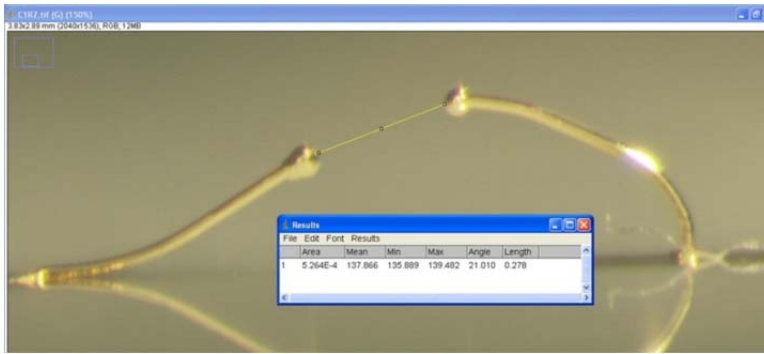 C1R7.tif (G) (150%)
3.83x2.89 mm (2040x1536), RGB, 12MB
Results
File Edit Font Results
Area Mean Min Max Angle Length
1 5.264E-4 137.866 135.889 139.482 21.010 0.278